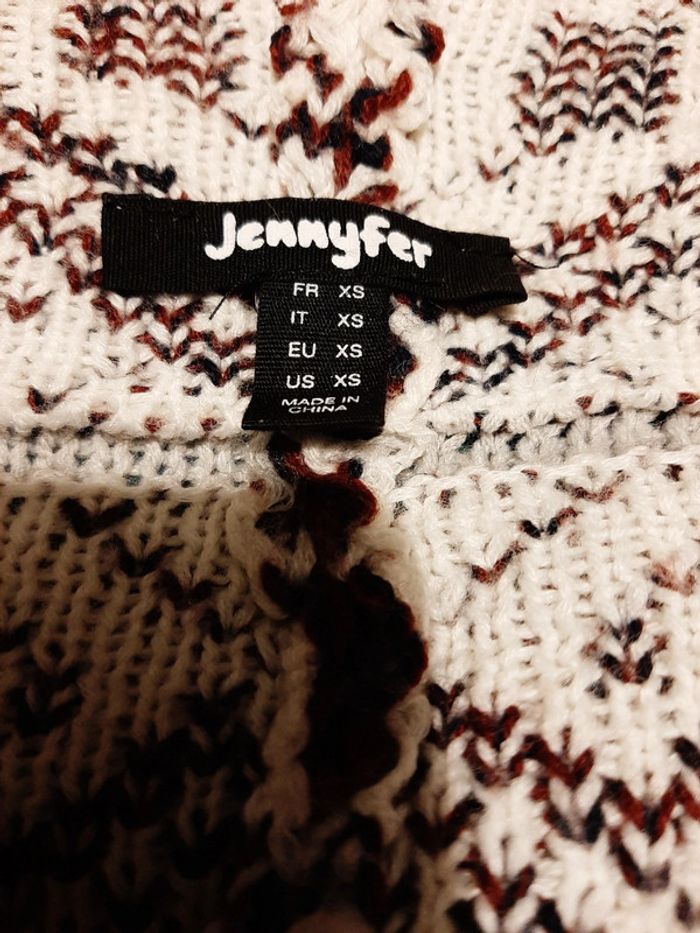 Jennyfer
FR XS
IT XS
EU XS
US XS
MADE IN
CHINA